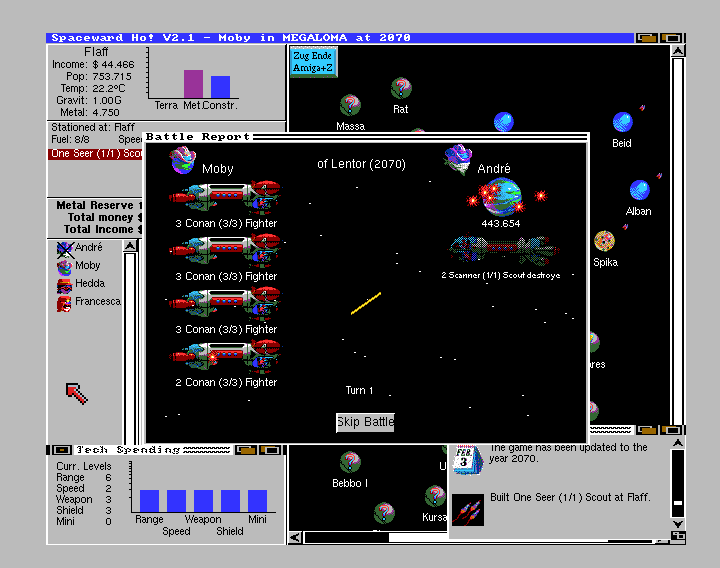 Spaceward Ho! V2.1 - Moby in MEGALOMA at 2070
Flaff
Income: $ 44.466
Pop: 753.715
Temp: 22.2ºC
Gravit: 1.00G
Metal: 4.750
Terra Met. Constr.
Stationed at: Flaff
Fuel: 8/8 Spee
One Seer (1/1) Scou
Metal Reserve 1
Total money $
Total Income $
André
Moby
Hedda
Francesca
Zug Ende
Amiga+Z
Rat
Massa
Beid
Alban
Spika
ares
Battle Report
Moby
of Lentor (2070)
André
3 Conan (3/3) Fighter
443.654
3 Conan (3/3) Fighter
2 Scanner (1/1) Scout destroye
3 Conan (3/3) Fighter
2 Conan (3/3) Fighter
Turn 1
Skip Battle
Tech Spending
Curr. Levels
Range 6
Speed 2
Weapon 3
Shield 3
Mini 0
Range Weapon Mini
Speed Shield
Bebbo I
U
Kursa
FEB.
3
The game has been updated to the
year 2070.
Built One Seer (1/1) Scout at Flaff.